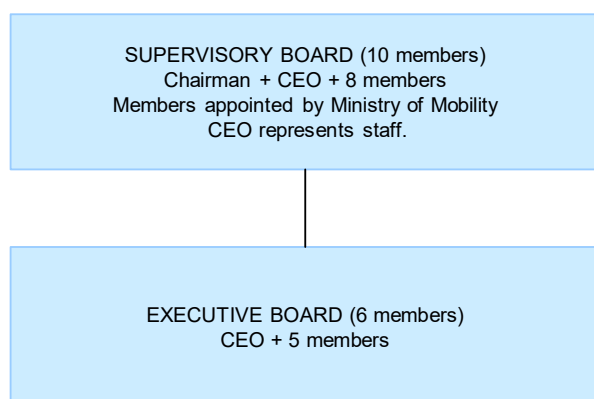 SUPERVISORY BOARD (10 members)
Chairman + CEO + 8 members
Members appointed by Ministry of Mobility
CEO represents staff.
EXECUTIVE BOARD (6 members)
CEO + 5 members